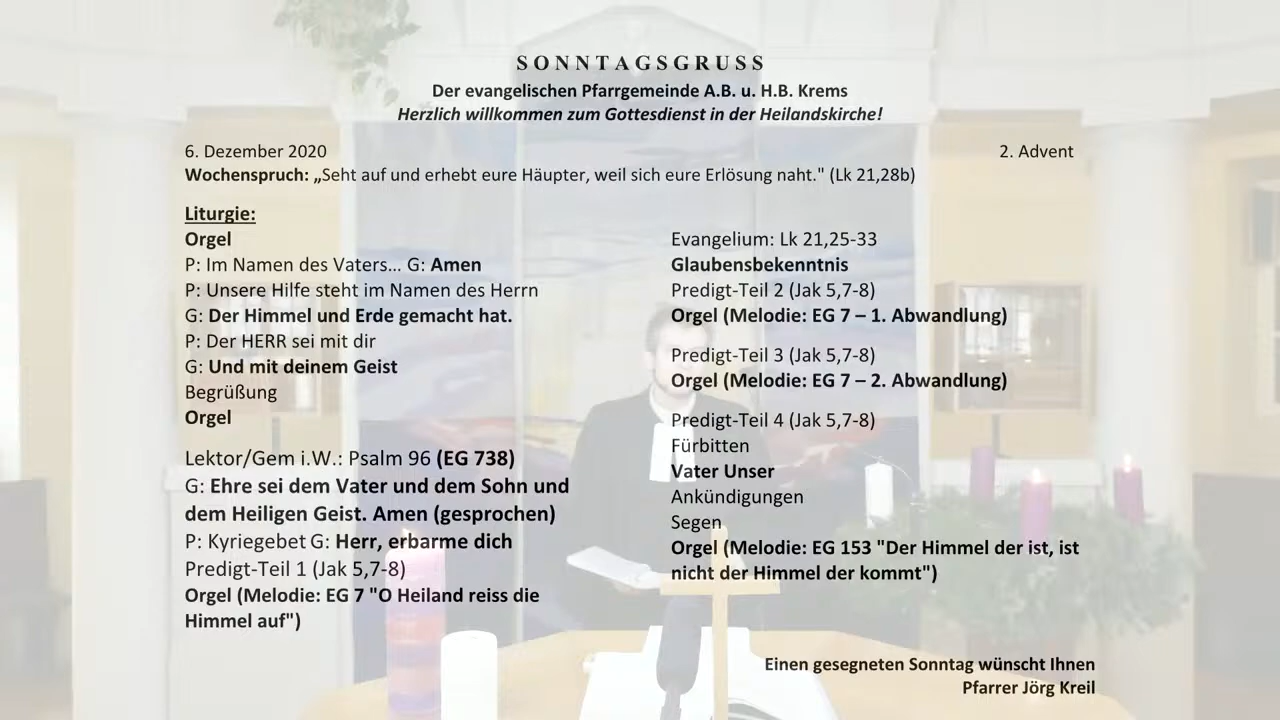 SONNTAGSGRUSS
Der evangelischen Pfarrgemeinde A.B. u. H.B. Krems
Herzlich willkommen zum Gottesdienst in der Heilandskirche!
6. Dezember 2020
2. Advent
Wochenspruch: „Seht auf und erhebt eure Häupter, weil sich eure Erlösung naht." (Lk 21,28b)
Liturgie:
Orgel
P: Im Namen des Vaters... G: Amen
P: Unsere Hilfe steht im Namen des Herrn
G: Der Himmel und Erde gemacht hat.
P: Der HERR sei mit dir
G: Und mit deinem Geist
Begrüßung
Orgel
Lektor/Gem i.W.: Psalm 96 (EG 738)
G: Ehre sei dem Vater und dem Sohn und
dem Heiligen Geist. Amen (gesprochen)
P: Kyriegebet G: Herr, erbarme dich
Predigt-Teil 1 (Jak 5,7-8)
Orgel (Melodie: EG 7 "O Heiland reiss die
Himmel auf")
Evangelium: Lk 21,25-33
Glaubensbekenntnis
Predigt-Teil 2 (Jak 5,7-8)
Orgel (Melodie: EG 7 – 1. Abwandlung)
Predigt-Teil 3 (Jak 5,7-8)
Orgel (Melodie: EG 7 – 2. Abwandlung)
Predigt-Teil 4 (Jak 5,7-8)
Fürbitten
Vater Unser
Ankündigungen
Segen
Orgel (Melodie: EG 153 "Der Himmel der ist, ist
nicht der Himmel der kommt")
Einen gesegneten Sonntag wünscht Ihnen
Pfarrer Jörg Kreil